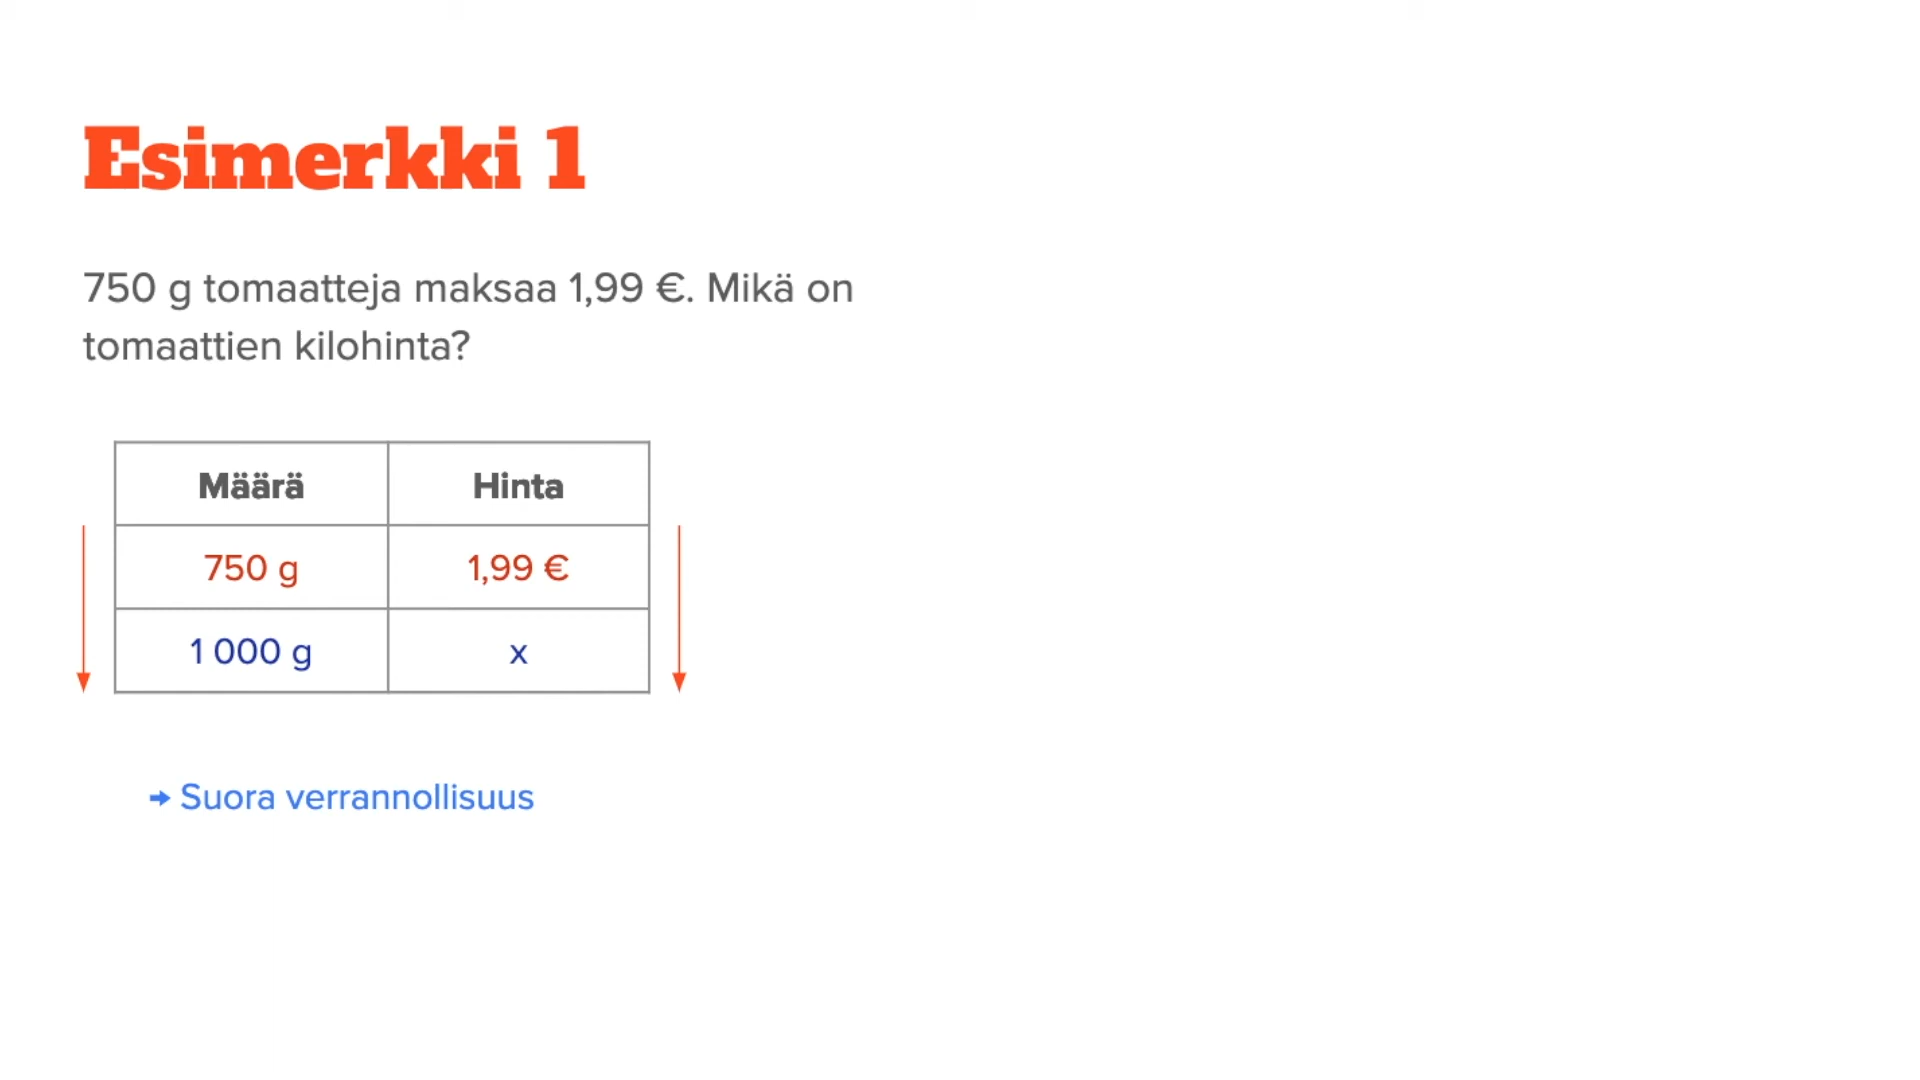 Esimerkki 1
750 g tomaatteja maksaa 1,99 €. Mikä on
tomaattien kilohinta?
Määrä Hinta
750 g 1,99 €
1 000 g x
→ Suora verrannollisuus